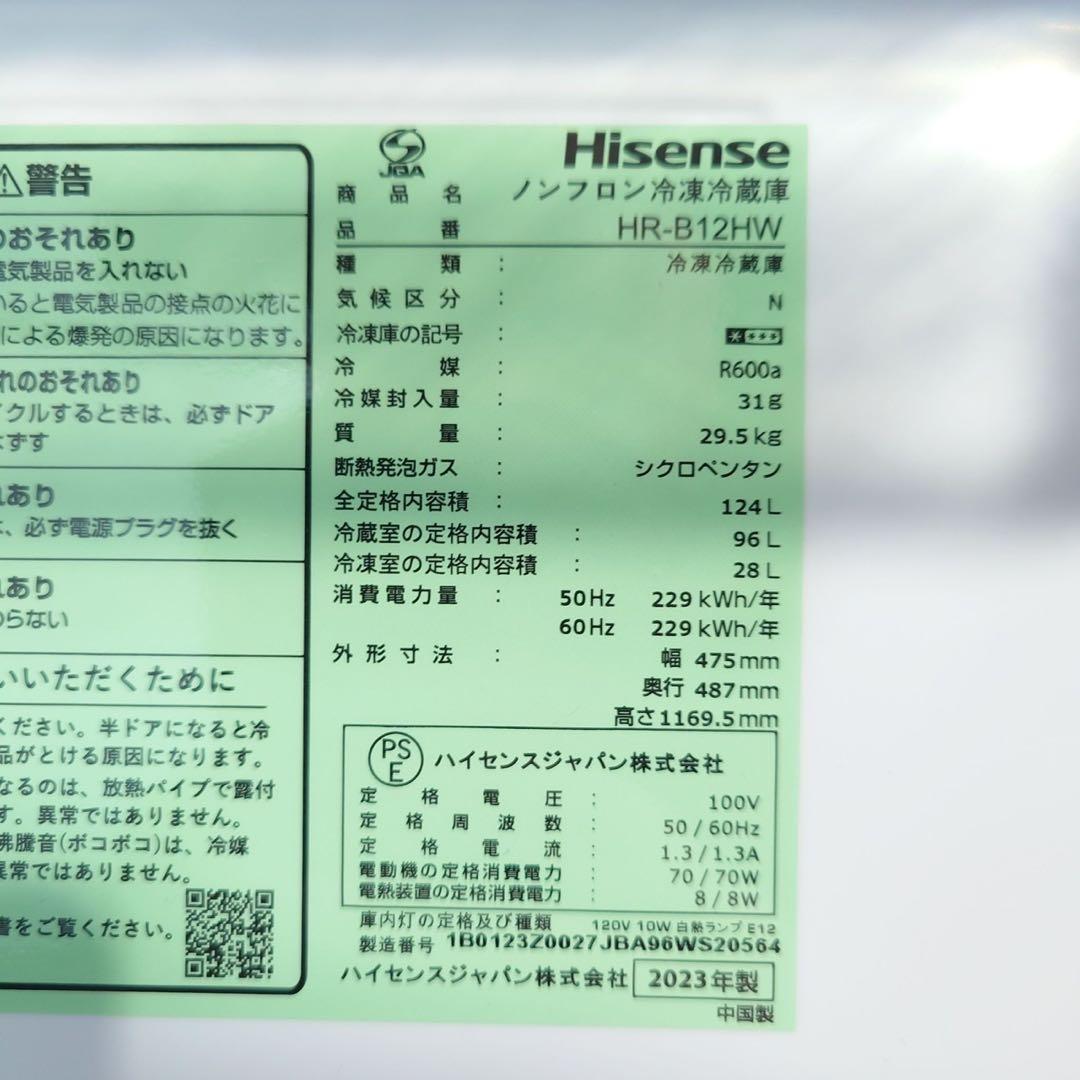 ⚠警告
のおそれあり
電気製品を入れない
いると電気製品の接点の火花に
による爆発の原因になります。
れのおそれあり
イクルするときは、必ずドア
はずす
れあり
は、必ず電源プラグを抜く
れあり
わらない
いいただくために
ください。半ドアになると冷
品がとける原因になります。
なるのは、放熱パイプで露付
す。異常ではありません。
沸騰音(ボコボコ)は、冷媒
異常ではありません。
書をご覧ください。
JQA
Hisense
商品名 ノンフロン冷凍冷蔵庫
品番 HR-B12HW
種類 : 冷凍冷蔵庫
気候区分 : N
冷凍庫の記号 : ****
冷媒 : R600a
冷媒封入量 : 31g
質量 : 29.5kg
断熱発泡ガス : シクロペンタン
全定格内容積 : 124L
冷蔵室の定格内容積 : 96L
冷凍室の定格内容積 : 28L
消費電力量 : 50Hz 229kWh/年
60Hz 229kWh/年
外形寸法 : 幅 475mm
奥行 487mm
高さ1169.5mm
PSE ハイセンスジャパン株式会社
定格電圧 : 100V
定格周波数 : 50/60Hz
定格電流 : 1.3/1.3A
電動機の定格消費電力 : 70/70W
電熱装置の定格消費電力 : 8/8W
庫内灯の定格及び種類 120V 10W 白熱ランプ E12
製造番号 1B0123Z0027JBA96WS20564
ハイセンスジャパン株式会社 2023年製
中国製